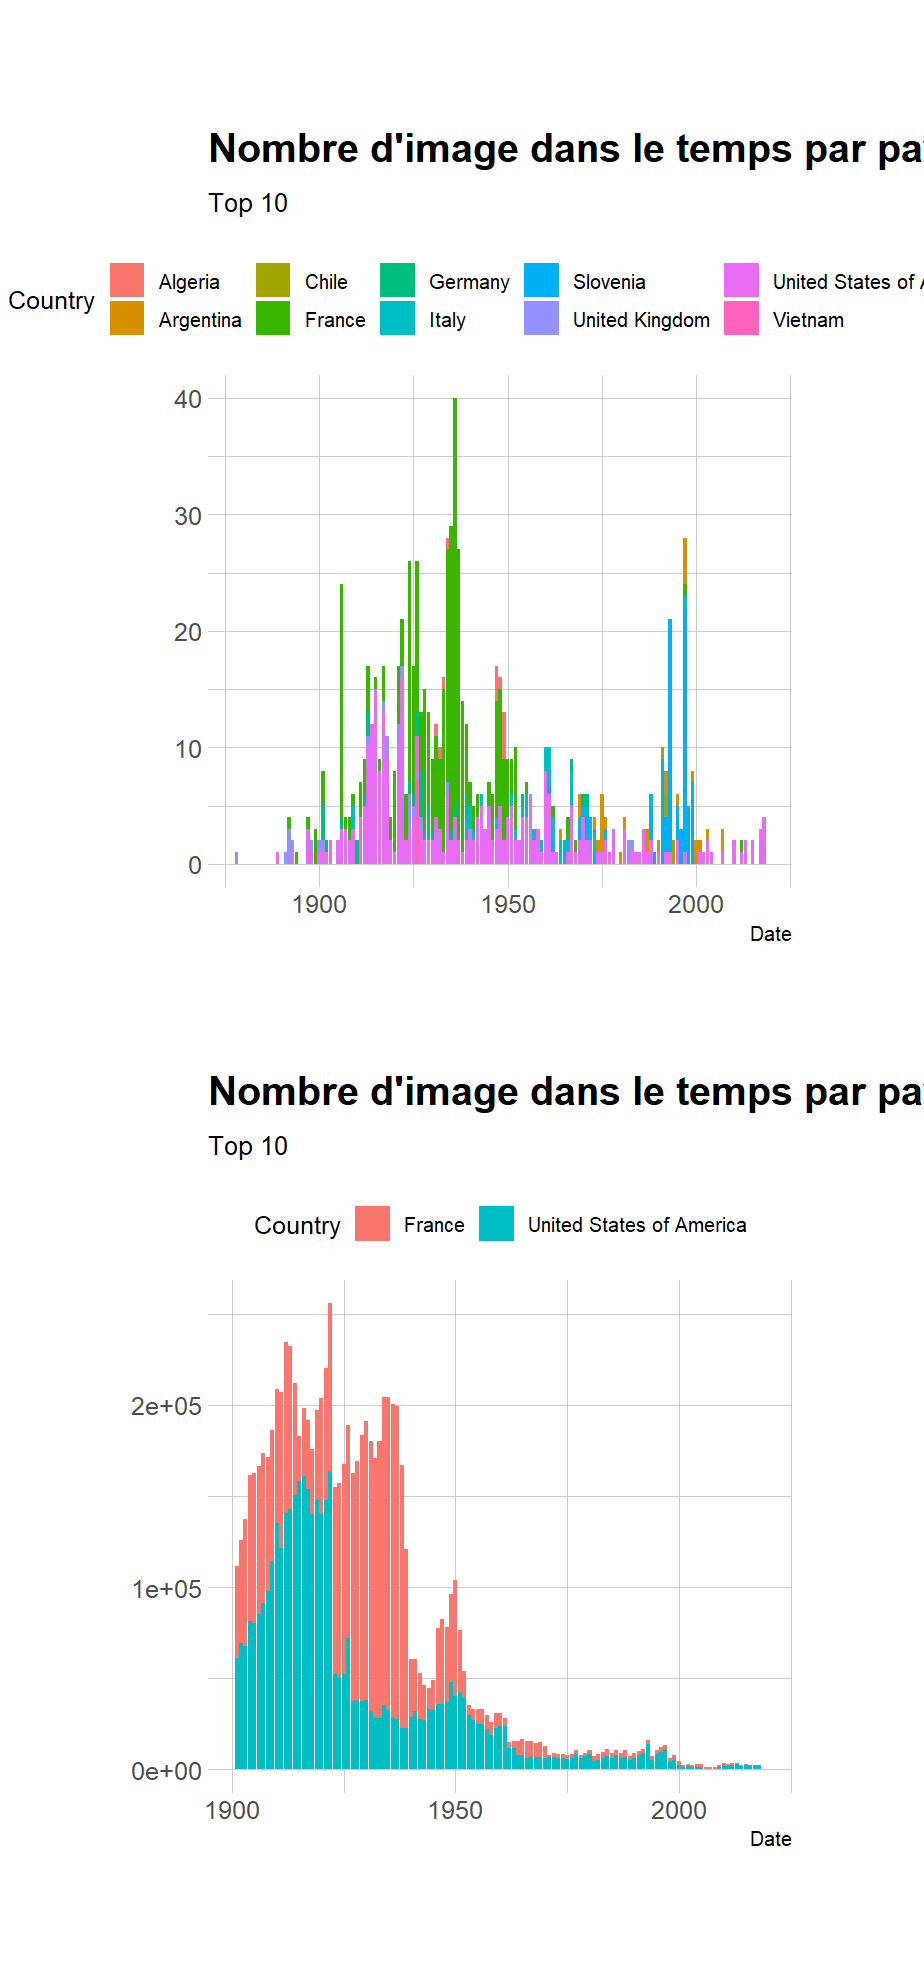 Nombre d'image dans le temps par pa
Top 10
Country
Algeria Chile Germany Slovenia United States of
Argentina France Italy United Kingdom Vietnam
40
30
20
10
0
1900 1950 2000
Date
Nombre d'image dans le temps par pa
Top 10
Country France United States of America
2e+05
1e+05
0e+00
1900 1950 2000
Date